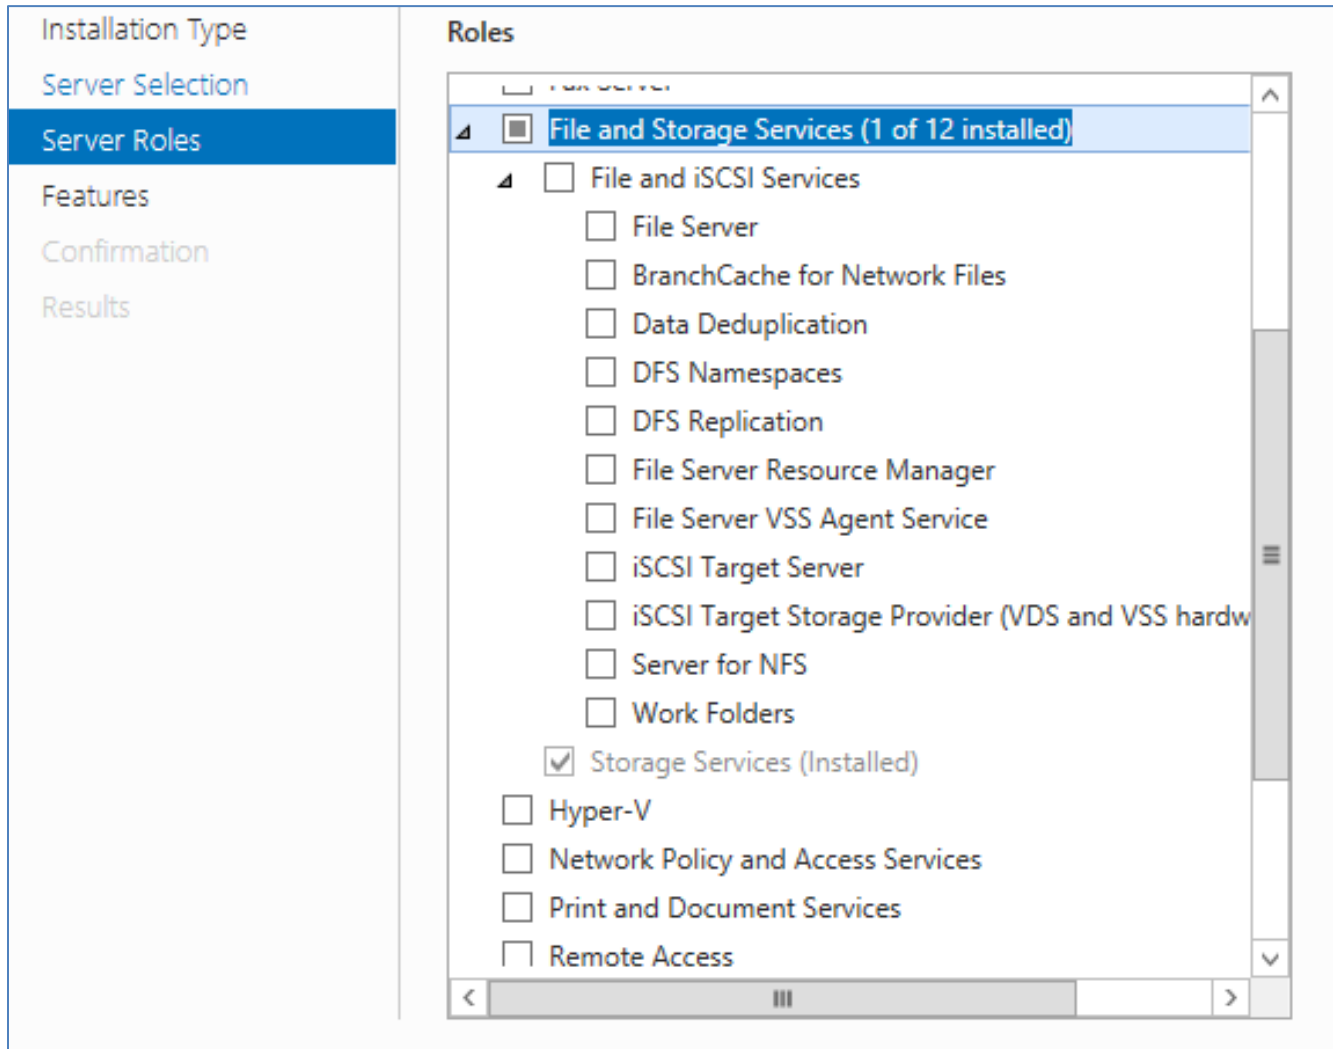 Installation Type
Server Selection
Server Roles
Features
Confirmation
Results
Roles
Fax Server
File and Storage Services (1 of 12 installed)
File and iSCSI Services
File Server
BranchCache for Network Files
Data Deduplication
DFS Namespaces
DFS Replication
File Server Resource Manager
File Server VSS Agent Service
iSCSI Target Server
iSCSI Target Storage Provider (VDS and VSS hardw
Server for NFS
Work Folders
Storage Services (Installed)
Hyper-V
Network Policy and Access Services
Print and Document Services
Remote Access